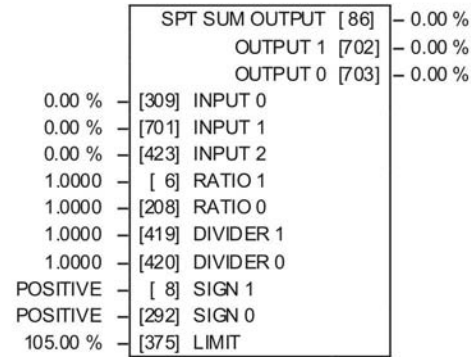 SPT SUM OUTPUT [ 86] – 0.00 %
OUTPUT 1 [702] – 0.00 %
OUTPUT 0 [703] – 0.00 %
0.00 % – [309] INPUT 0
0.00 % – [701] INPUT 1
0.00 % – [423] INPUT 2
1.0000 – [ 6] RATIO 1
1.0000 – [208] RATIO 0
1.0000 – [419] DIVIDER 1
1.0000 – [420] DIVIDER 0
POSITIVE – [ 8] SIGN 1
POSITIVE – [292] SIGN 0
105.00 % – [375] LIMIT